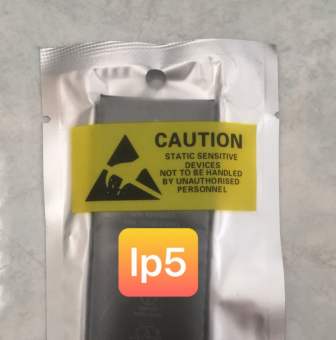 CAUTION
STATIC SENSITIVE
DEVICES
NOT TO BE HANDLED
BY UNAUTHORISED
PERSONNEL
Ip5